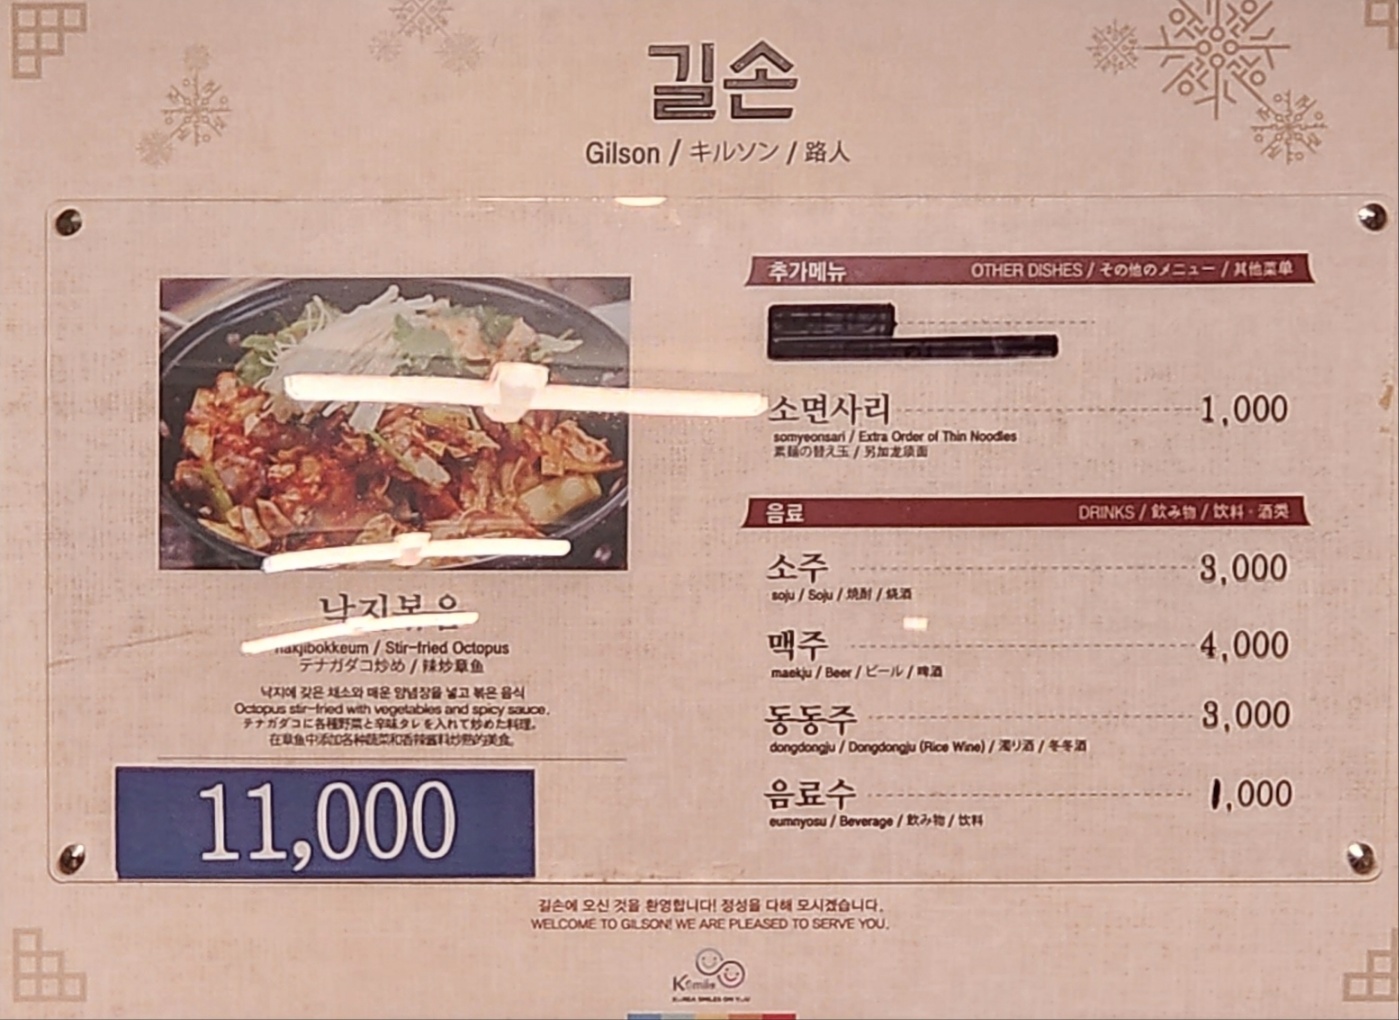 길손
Gilson / キルソン / 路人
낙지볶음
nakjibokkeum / Stir-fried Octopus
テナガダコ炒め / 辣炒章鱼
낙지에 갖은 채소와 매운 양념장을 넣고 볶은 음식
Octopus stir-fried with vegetables and spicy sauce.
テナガダコに各種野菜と辛味タレを入れて炒めた料理。
在章鱼中添加各种蔬菜和香辣酱料炒熟的美食。
11,000
추가메뉴 OTHER DISHES / その他のメニュー / 其他菜单
소면사리 1,000
somyeonsari / Extra Order of Thin Noodles
素麺の替え玉 / 另加龙须面
음료 DRINKS / 飲み物 / 饮料 · 酒类
소주 3,000
soju / Soju / 焼酎 / 烧酒
맥주 4,000
maekju / Beer / ビール / 啤酒
동동주 3,000
dongdongju / Dongdongju (Rice Wine) / 濁り酒 / 冬冬酒
음료수 1,000
eumnyosu / Beverage / 飲み物 / 饮料
길손에 오신 것을 환영합니다! 정성을 다해 모시겠습니다.
WELCOME TO GILSON! WE ARE PLEASED TO SERVE YOU.
K smile
KOREA SMILES ON YOU